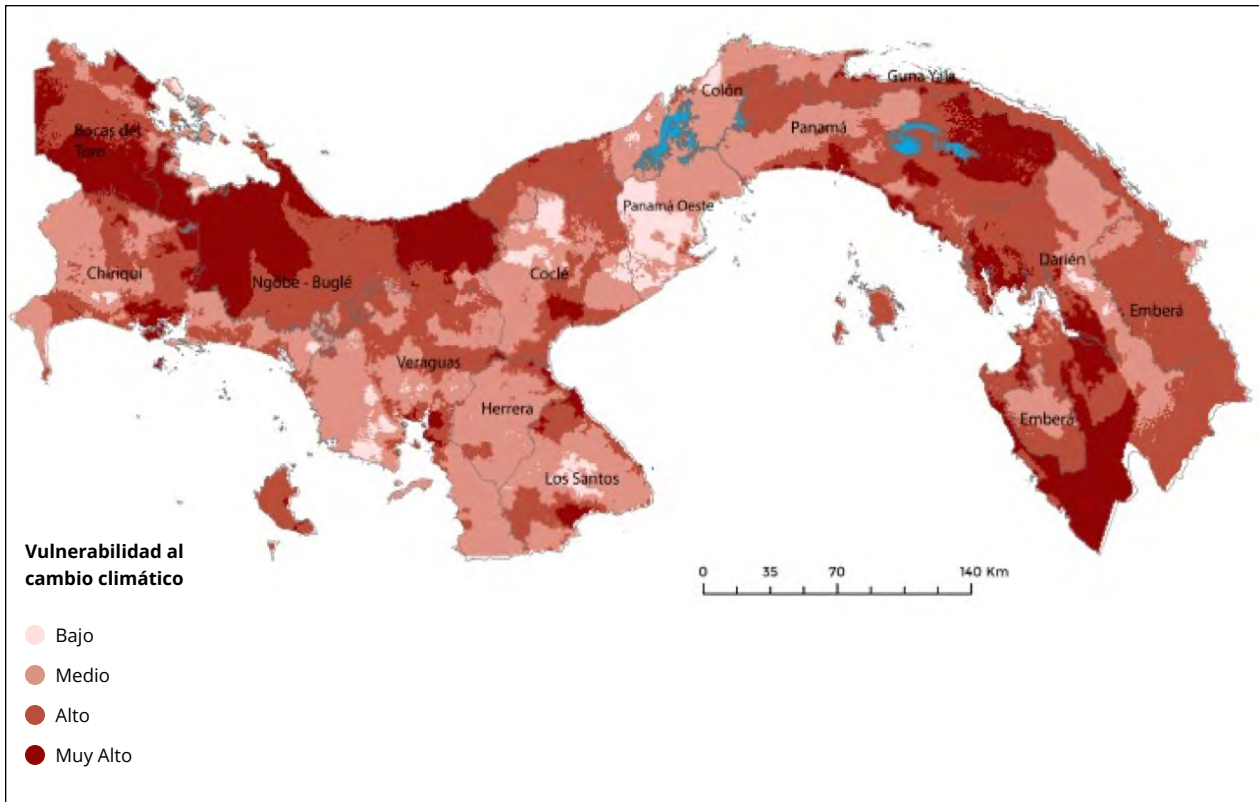 Guna Yala
Colón
Panamá
Bocas del
Toro
Panamá Oeste
Darién
Chiriquí
Ngöbe - Buglé
Coclé
Emberá
Veraguas
Herrera
Emberá
Los Santos
Vulnerabilidad al
cambio climático
0 35 70 140 Km
Bajo
Medio
Alto
Muy Alto